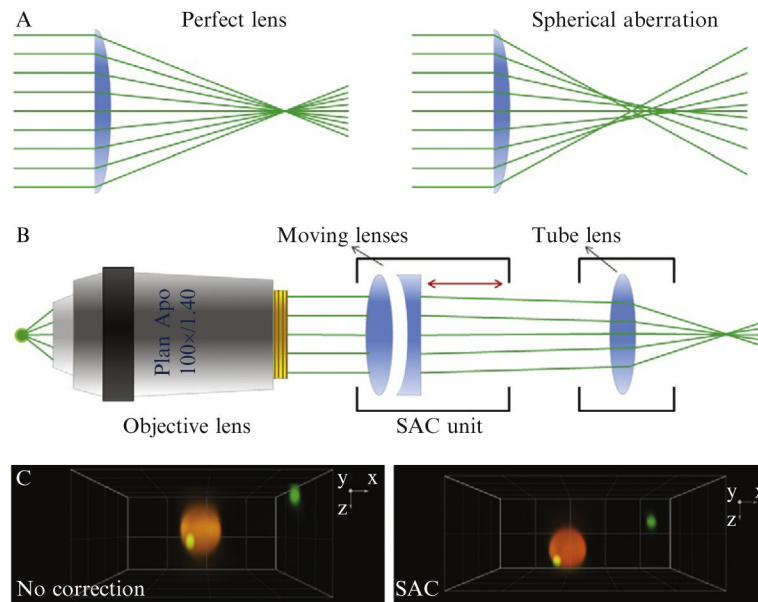 A
Perfect lens
Spherical aberration
B
Moving lenses
Tube lens
Plan Apo
100×/1.40
Objective lens
SAC unit
C
y
x
z
No correction
y
x
z
SAC